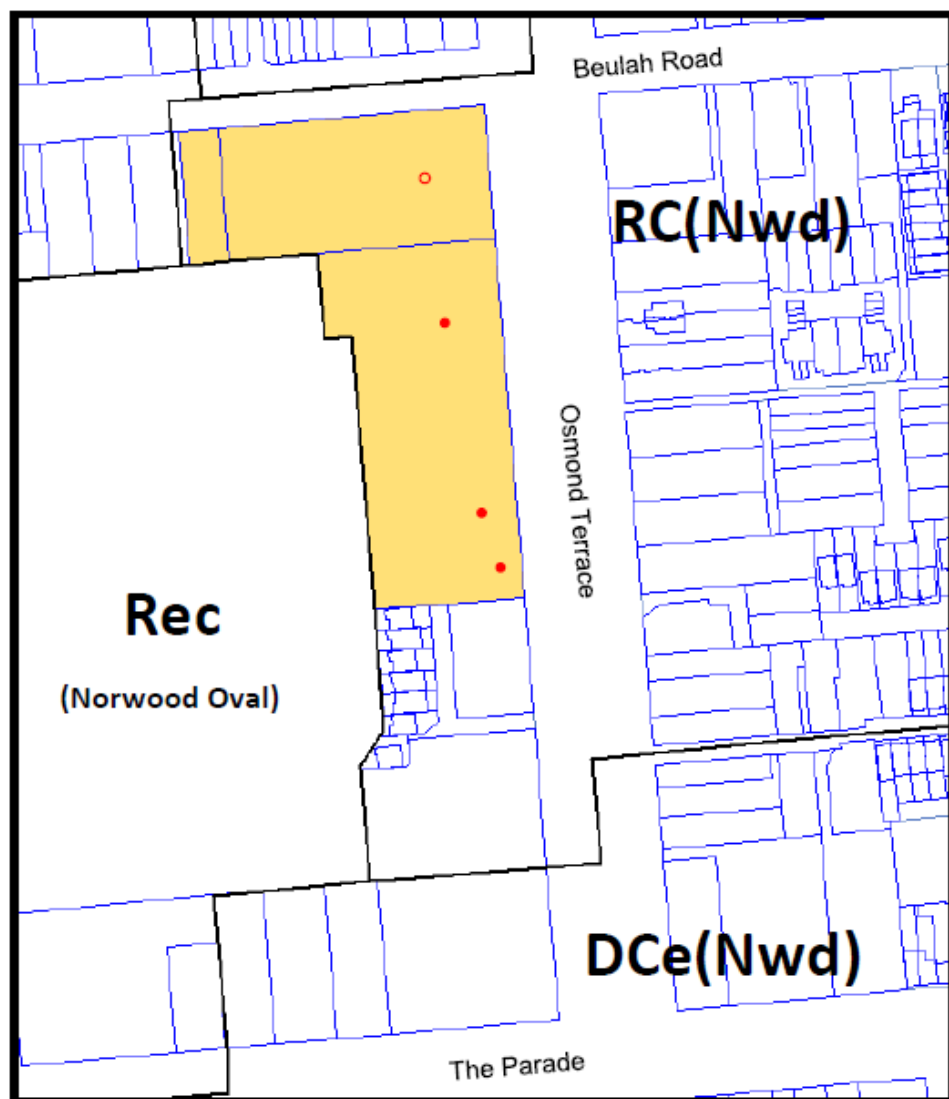 Beulah Road
RC(Nwd)
Osmond Terrace
Rec
(Norwood Oval)
DCe(Nwd)
The Parade